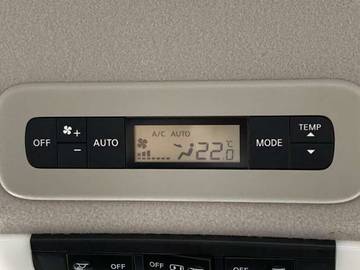 OFF + - AUTO A/C AUTO 22.0 °C MODE TEMP
OFF OFF OFF